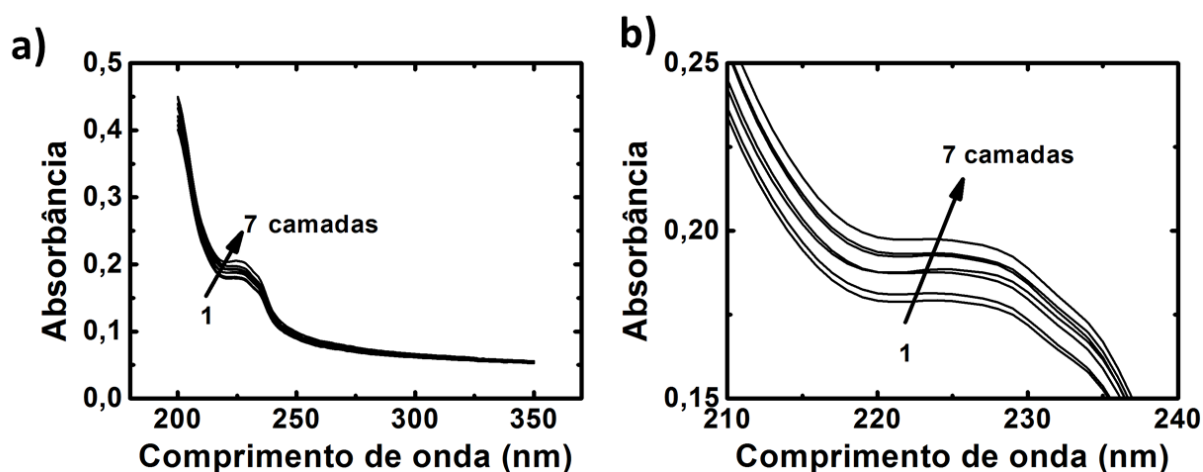 a)
Absorbância
0,5
0,4
0,3
0,2
0,1
0,0
7 camadas
1
200 250 300 350
Comprimento de onda (nm)
b)
Absorbância
0,25
0,20
0,15
7 camadas
1
210 220 230 240
Comprimento de onda (nm)